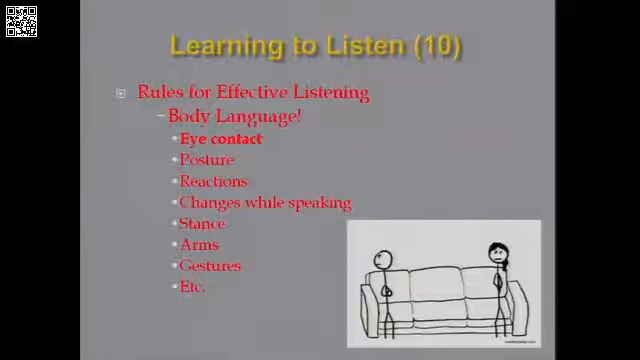 Learning to Listen (10)
Rules for Effective Listening
–Body Language!
•Eye contact
•Posture
•Reactions
•Changes while speaking
•Stance
•Arms
•Gestures
•Etc.